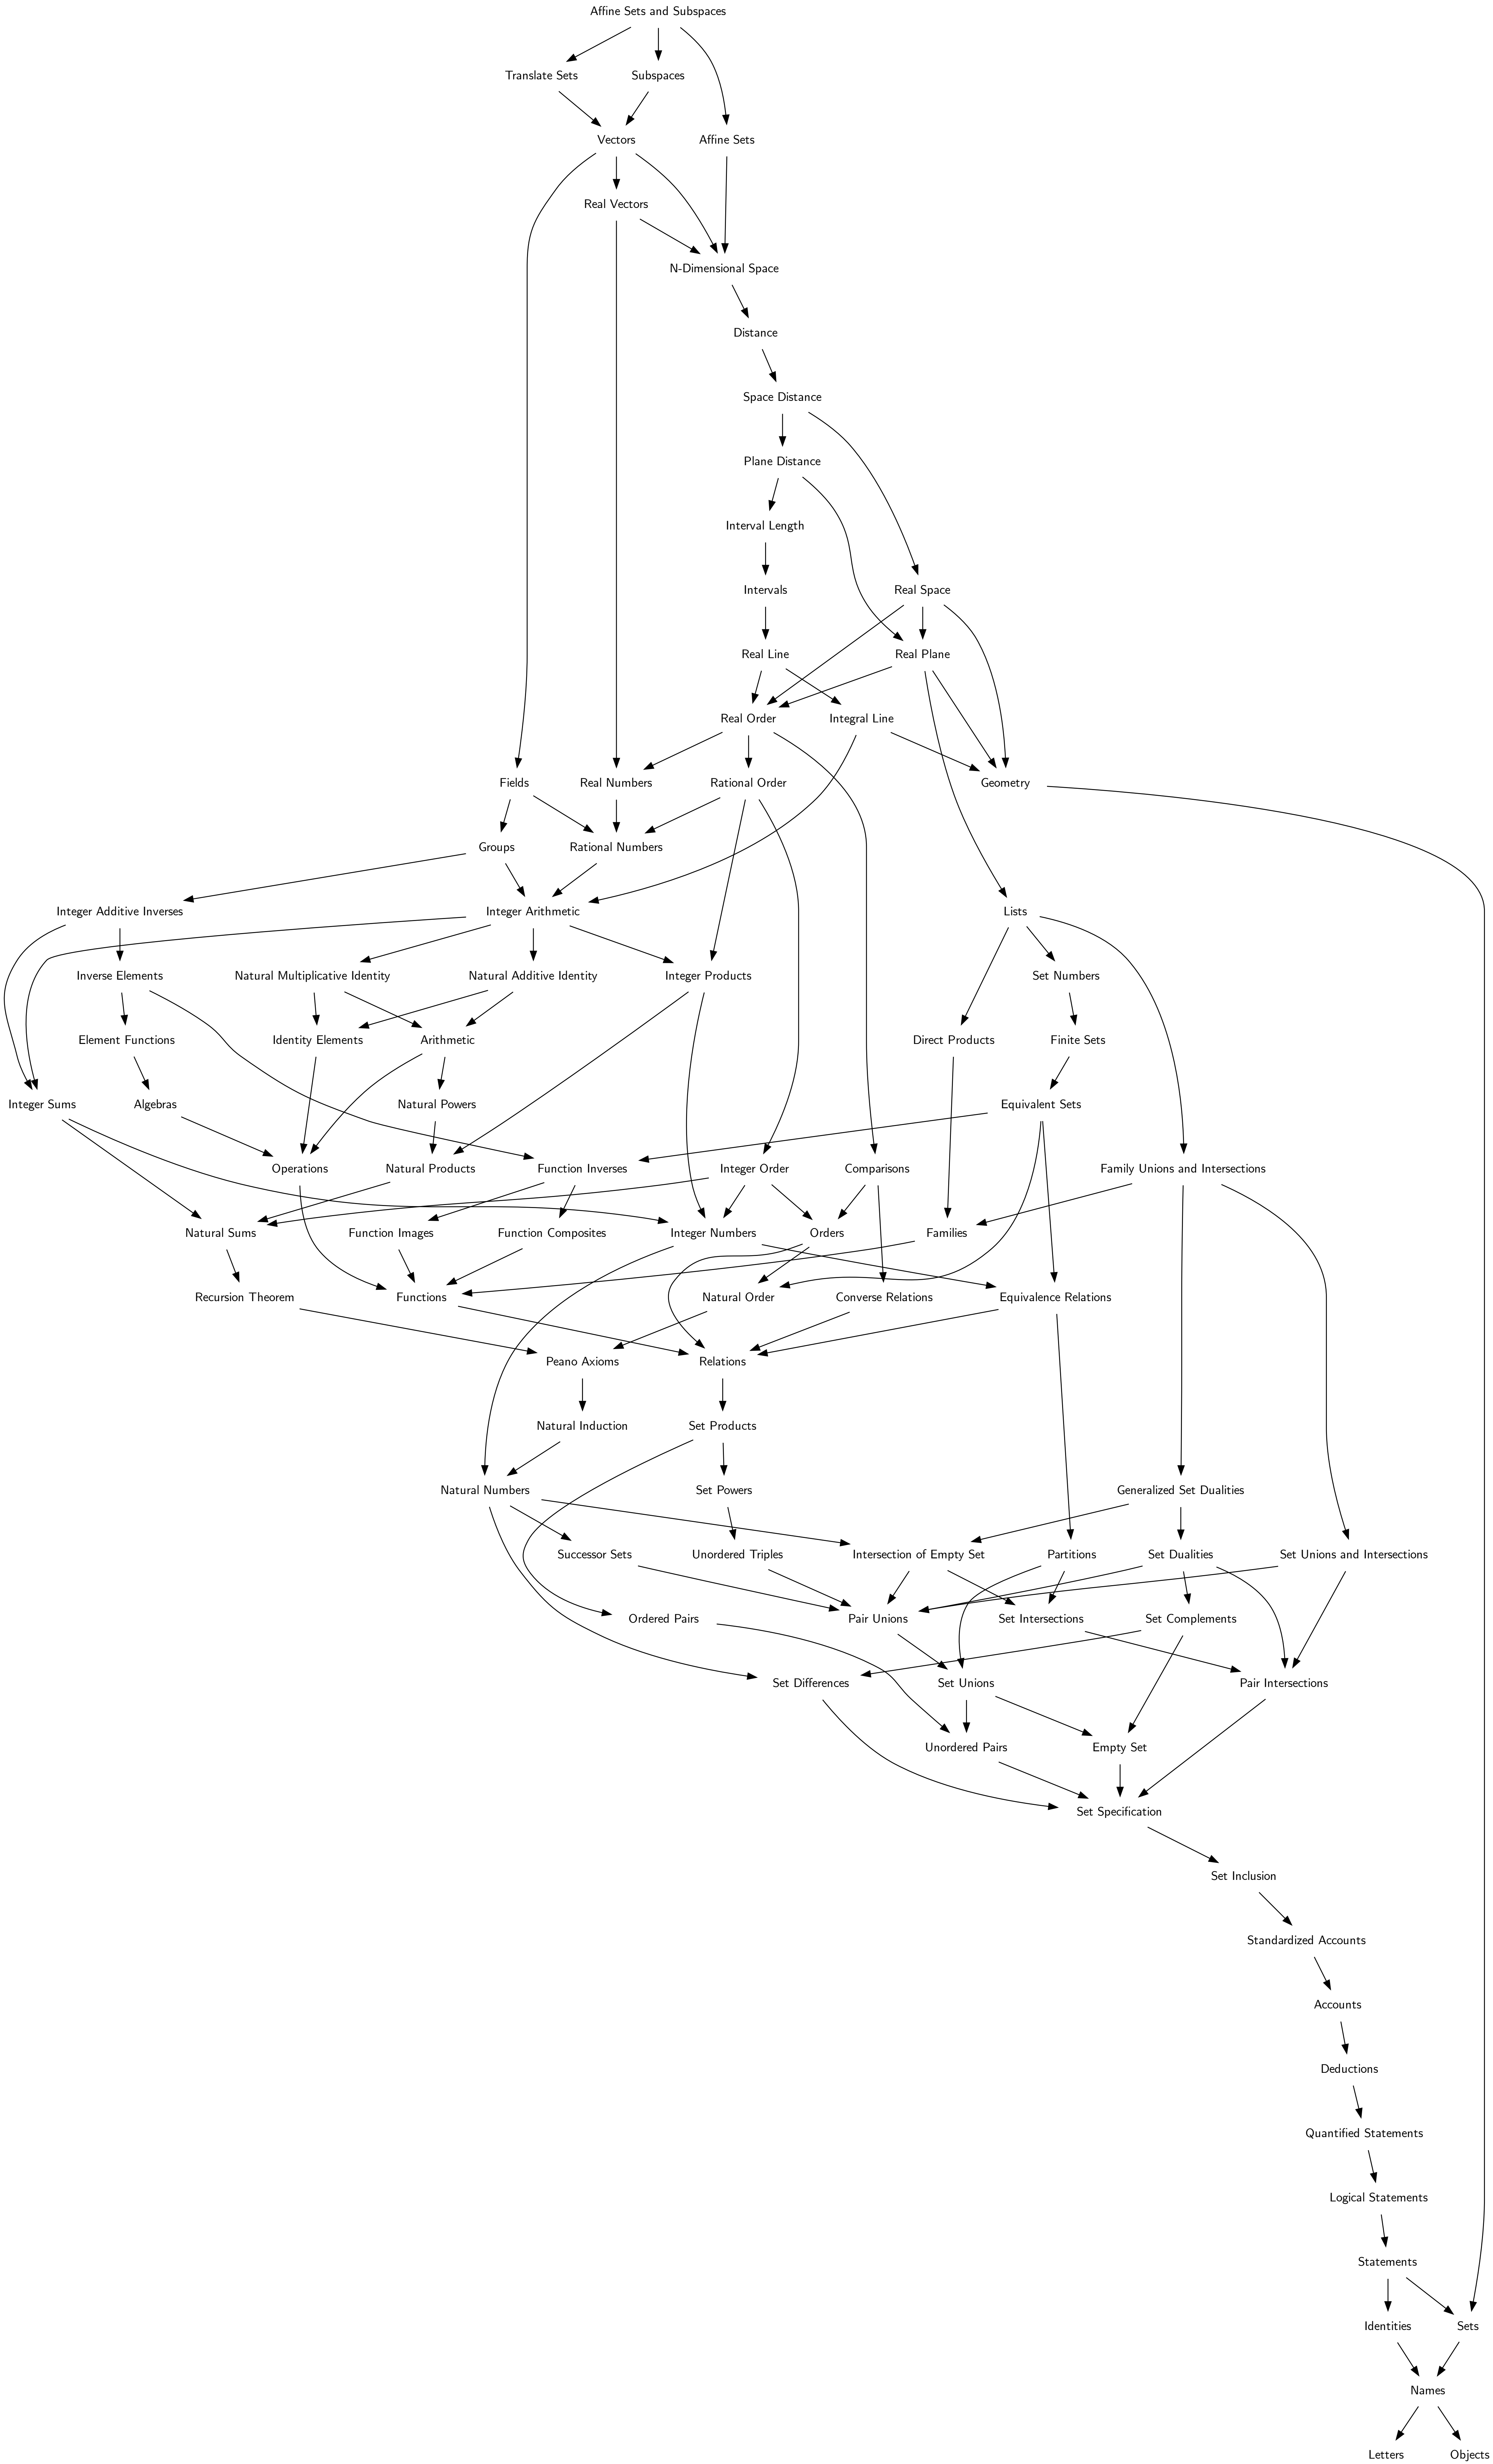 Affine Sets and Subspaces
Translate Sets
Subspaces
Vectors
Affine Sets
Real Vectors
N-Dimensional Space
Distance
Space Distance
Plane Distance
Interval Length
Intervals
Real Space
Real Line
Real Plane
Real Order
Integral Line
Fields
Real Numbers
Rational Order
Geometry
Groups
Rational Numbers
Integer Additive Inverses
Integer Arithmetic
Lists
Inverse Elements
Natural Multiplicative Identity
Natural Additive Identity
Integer Products
Set Numbers
Element Functions
Identity Elements
Arithmetic
Direct Products
Finite Sets
Integer Sums
Algebras
Natural Powers
Equivalent Sets
Operations
Natural Products
Function Inverses
Integer Order
Comparisons
Family Unions and Intersections
Natural Sums
Function Images
Function Composites
Integer Numbers
Orders
Families
Recursion Theorem
Functions
Natural Order
Converse Relations
Equivalence Relations
Peano Axioms
Relations
Natural Induction
Set Products
Natural Numbers
Set Powers
Generalized Set Dualities
Successor Sets
Unordered Triples
Intersection of Empty Set
Partitions
Set Dualities
Set Unions and Intersections
Ordered Pairs
Pair Unions
Set Intersections
Set Complements
Set Differences
Set Unions
Pair Intersections
Unordered Pairs
Empty Set
Set Specification
Set Inclusion
Standardized Accounts
Accounts
Deductions
Quantified Statements
Logical Statements
Statements
Identities
Sets
Names
Letters
Objects